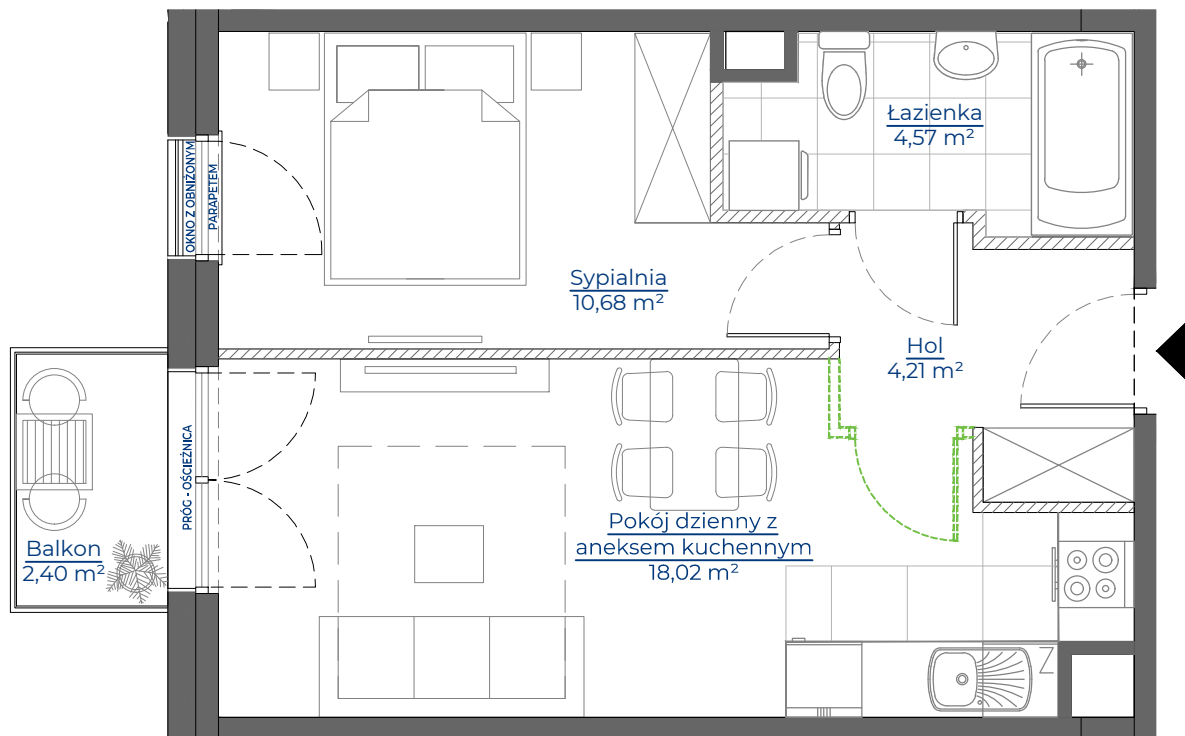 Łazienka
4,57 m²
OKNO Z OBNIŻONYM
PARAPETEM
Sypialnia
10,68 m²
Hol
4,21 m²
PRÓG - OŚCIEŻNICA
Pokój dzienny z
aneksem kuchennym
18,02 m²
Balkon
2,40 m²
Z